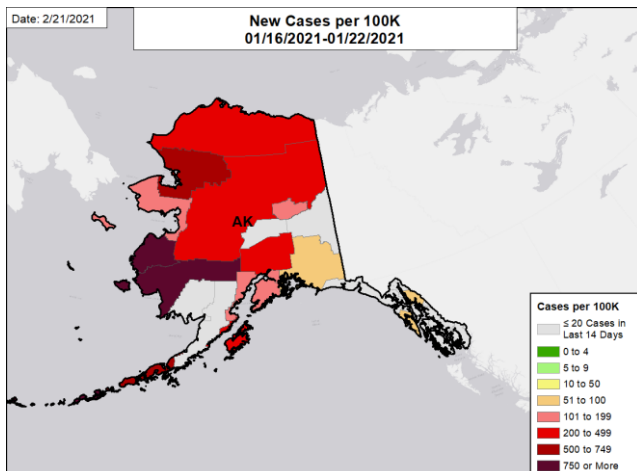 Date: 2/21/2021
New Cases per 100K
01/16/2021-01/22/2021
AK
Cases per 100K
≤ 20 Cases in
Last 14 Days
0 to 4
5 to 9
10 to 50
51 to 100
101 to 199
200 to 499
500 to 749
750 or More